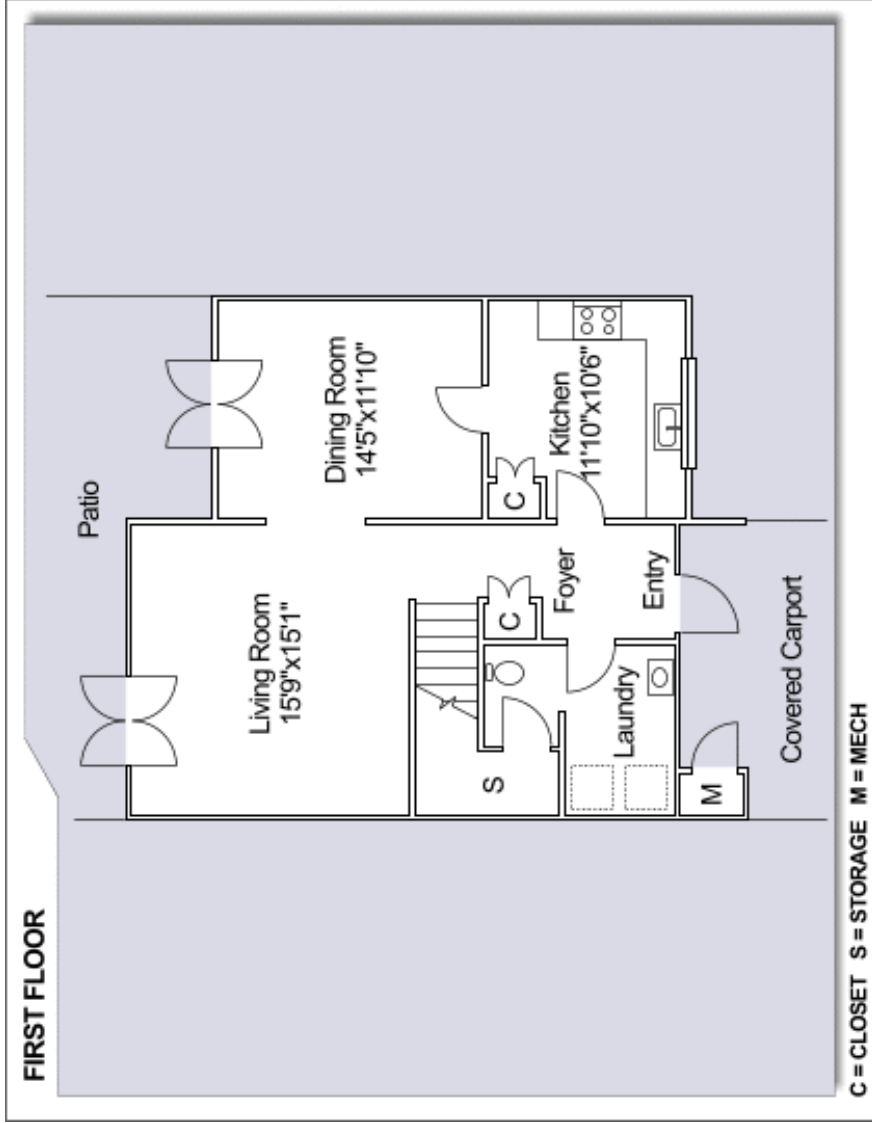 FIRST FLOOR
Patio
Living Room
15'9"x15'1"
Dining Room
14'5"x11'10"
S
C
C
Kitchen
11'10"x10'6"
Foyer
Laundry
Entry
M
Covered Carport
C = CLOSET S = STORAGE M = MECH